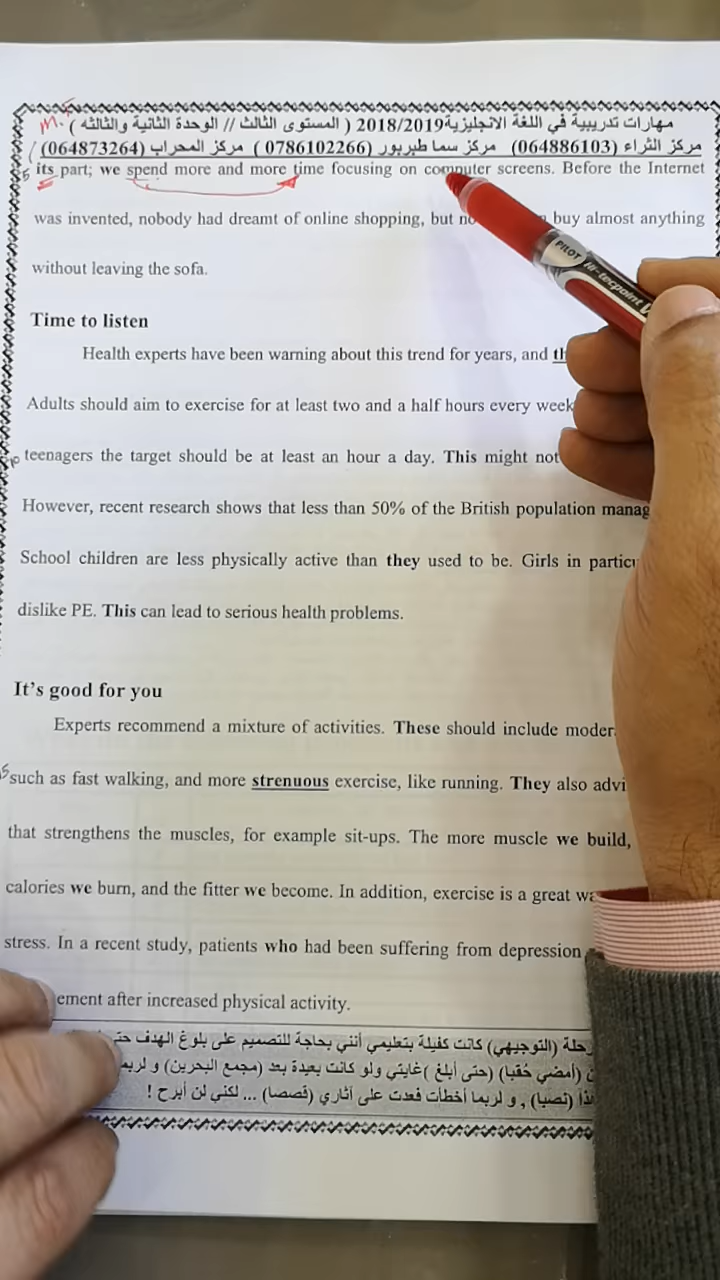 مهارات تدريبية في اللغة الانجليزية 2018/2019 ( المستوى الثالث // الوحدة الثانية والثالثه )
مركز الثراء (064886103) مركز سما طبربور (0786102266 ) مركز المحراب (064873264) /
5 its part; we spend more and more time focusing on computer screens. Before the Internet
was invented, nobody had dreamt of online shopping, but buy almost anything
without leaving the sofa.
Time to listen
Health experts have been warning about this trend for years, and
Adults should aim to exercise for at least two and a half hours every week
teenagers the target should be at least an hour a day. This might not
However, recent research shows that less than 50% of the British population manag
School children are less physically active than they used to be. Girls in particu
dislike PE. This can lead to serious health problems.
It's good for you
Experts recommend a mixture of activities. These should include moder
such as fast walking, and more strenuous exercise, like running. They also advi
that strengthens the muscles, for example sit-ups. The more muscle we build,
calories we burn, and the fitter we become. In addition, exercise is a great
stress. In a recent study, patients who had been suffering from depression
ement after increased physical activity.
رحلة (التوجيهي) كانت كفيلة بتعليمي أنني بحاجة للتصميم على بلوغ الهدف
(أمضي حُقبا) (حتى أبلغ )غايتي ولو كانت بعيدة بعد (مجمع البحرين) و
(نصبا) , و لربما أخطأت فعدت على آثاري (قصصا) ... لكني لن أبرح !